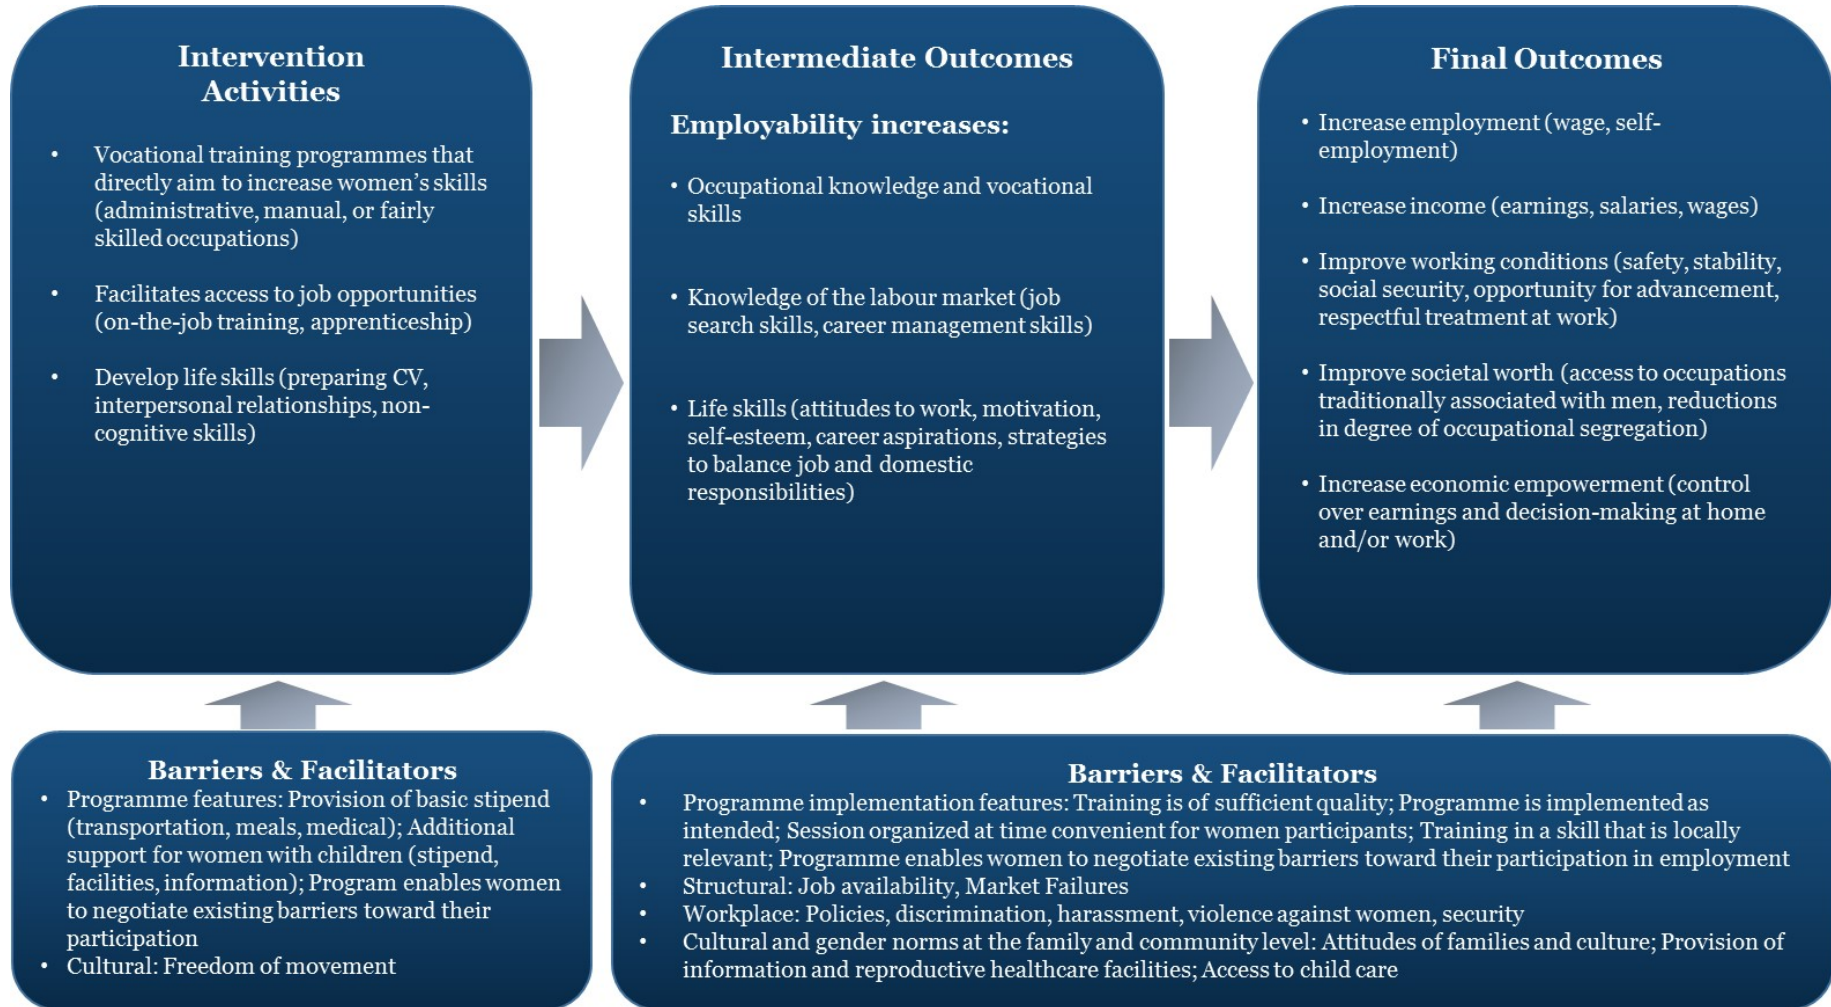 Intervention
Activities
• Vocational training programmes that
directly aim to increase women's skills
(administrative, manual, or fairly
skilled occupations)
• Facilitates access to job opportunities
(on-the-job training, apprenticeship)
• Develop life skills (preparing CV,
interpersonal relationships, non-
cognitive skills)
Intermediate Outcomes
Employability increases:
• Occupational knowledge and vocational
skills
• Knowledge of the labour market (job
search skills, career management skills)
• Life skills (attitudes to work, motivation,
self-esteem, career aspirations, strategies
to balance job and domestic
responsibilities)
Final Outcomes
• Increase employment (wage, self-
employment)
• Increase income (earnings, salaries, wages)
• Improve working conditions (safety, stability,
social security, opportunity for advancement,
respectful treatment at work)
• Improve societal worth (access to occupations
traditionally associated with men, reductions
in degree of occupational segregation)
• Increase economic empowerment (control
over earnings and decision-making at home
and/or work)
Barriers & Facilitators
• Programme features: Provision of basic stipend
(transportation, meals, medical); Additional
support for women with children (stipend,
facilities, information); Program enables women
to negotiate existing barriers toward their
participation
• Cultural: Freedom of movement
Barriers & Facilitators
• Programme implementation features: Training is of sufficient quality; Programme is implemented as
intended; Session organized at time convenient for women participants; Training in a skill that is locally
relevant; Programme enables women to negotiate existing barriers toward their participation in employment
• Structural: Job availability, Market Failures
• Workplace: Policies, discrimination, harassment, violence against women, security
• Cultural and gender norms at the family and community level: Attitudes of families and culture; Provision of
information and reproductive healthcare facilities; Access to child care